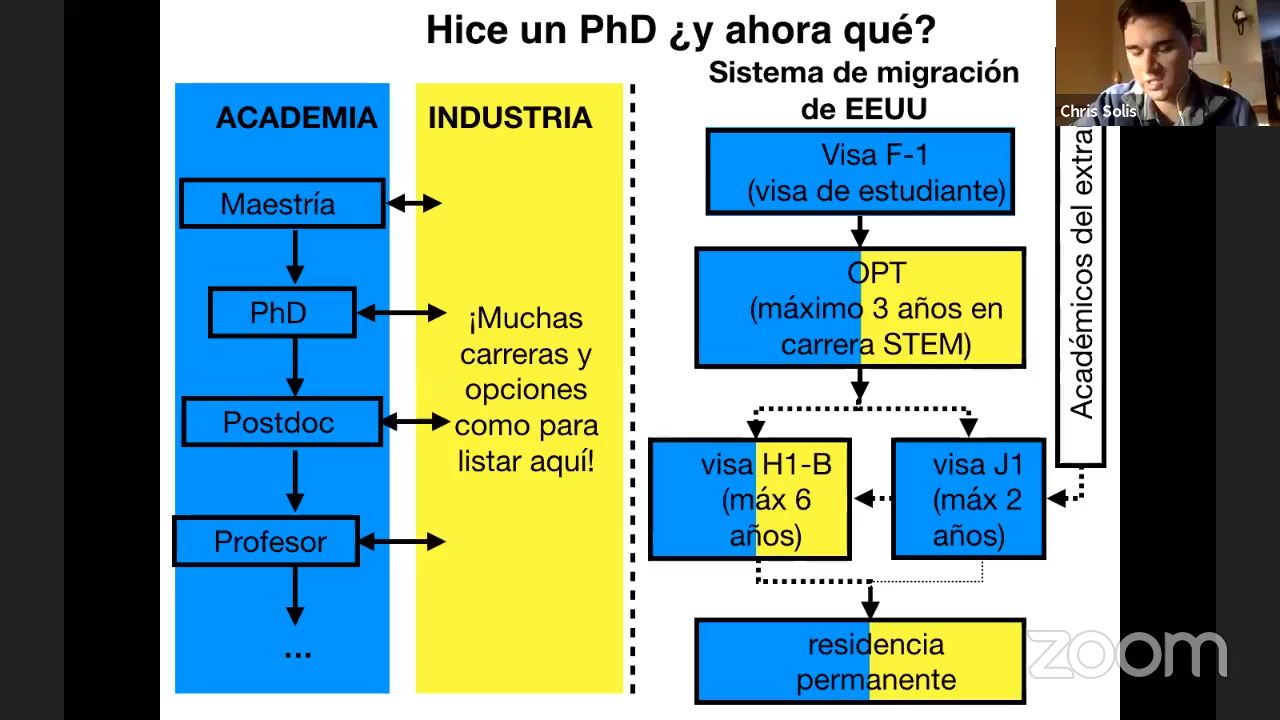 Hice un PhD ¿y ahora qué?
ACADEMIA
Maestría
PhD
Postdoc
Profesor
...
INDUSTRIA
¡Muchas
carreras y
opciones
como para
listar aquí!
Sistema de migración
de EEUU
Visa F-1
(visa de estudiante)
OPT
(máximo 3 años en
carrera STEM)
visa H1-B
(máx 6
años)
visa J1
(máx 2
años)
residencia
permanente
Académicos del extra
Chris Solis
zoom